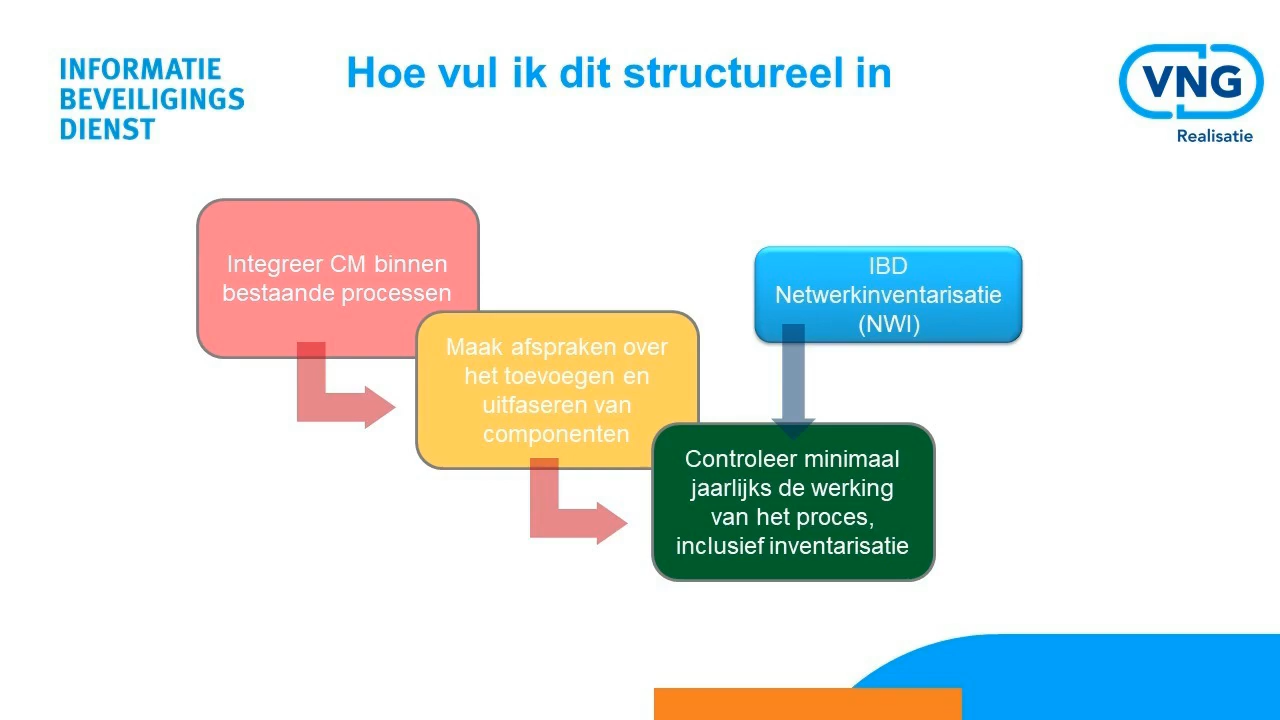 INFORMATIE
BEVEILIGINGS
DIENST
Hoe vul ik dit structureel in
VNG
Realisatie
Integreer CM binnen
bestaande processen
Maak afspraken over
het toevoegen en
uitfaseren van
componenten
IBD
Netwerkinventarisatie
(NWI)
Controleer minimaal
jaarlijks de werking
van het proces,
inclusief inventarisatie